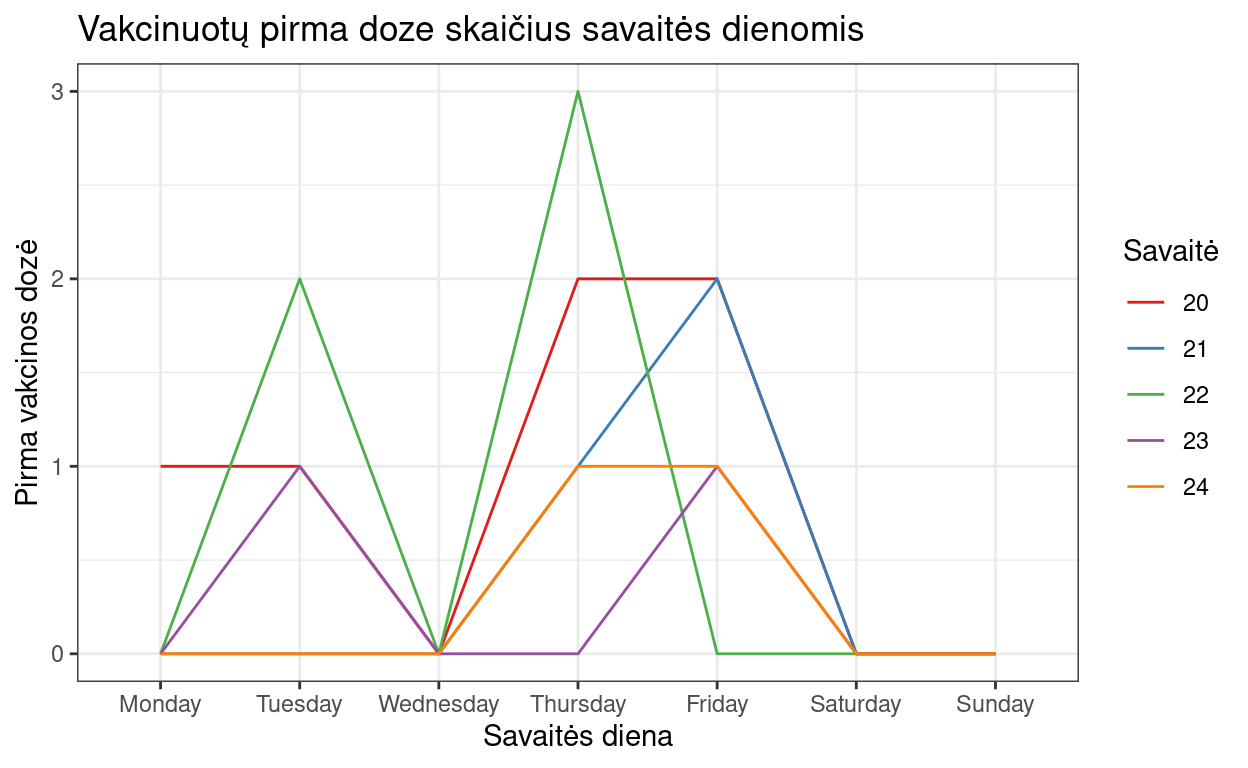 Vakcinuotų pirma doze skaičius savaitės dienomis
Pirma vakcinos dozė
3
2
1
0
Monday Tuesday Wednesday Thursday Friday Saturday Sunday
Savaitės diena
Savaitė
20
21
22
23
24